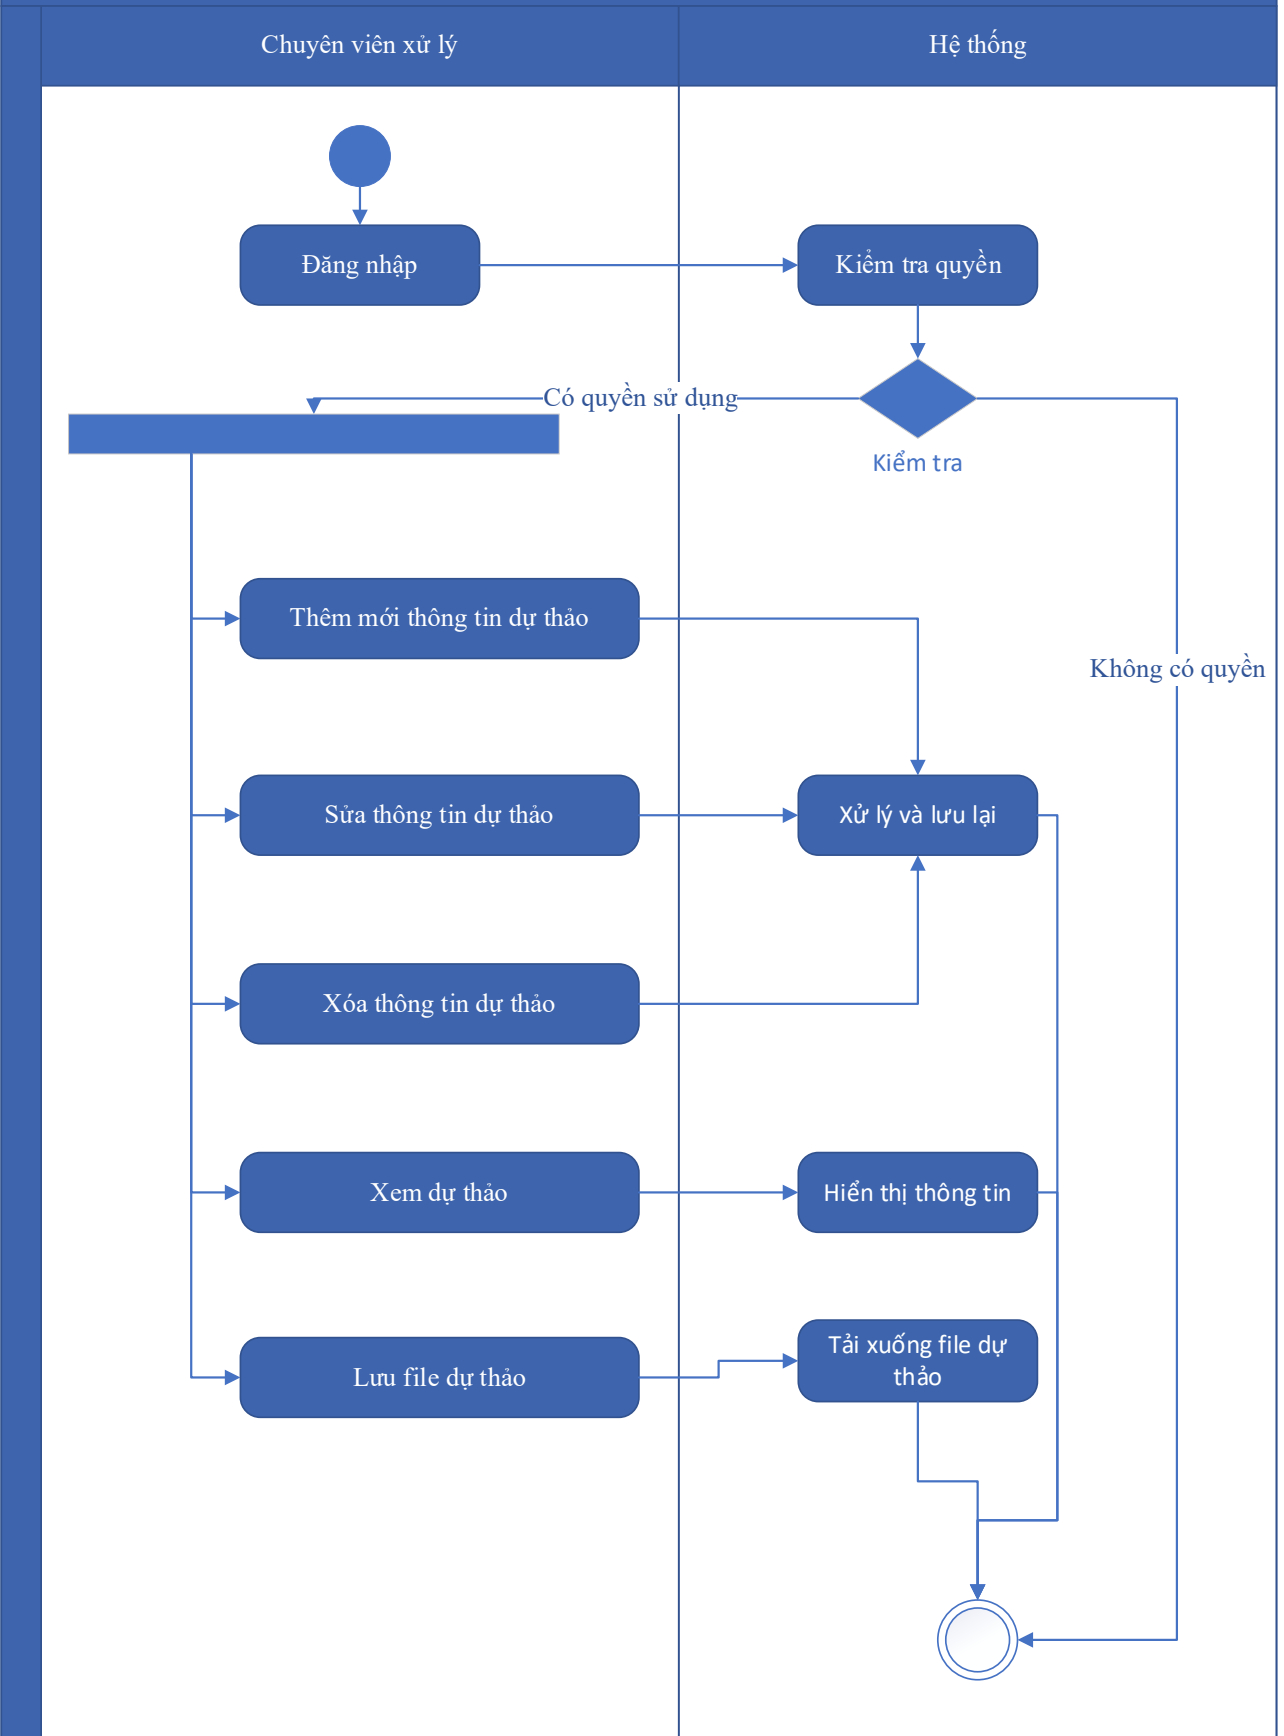 Chuyên viên xử lý
Hệ thống
Đăng nhập
Kiểm tra quyền
Có quyền sử dụng
Kiểm tra
Thêm mới thông tin dự thảo
Không có quyền
Sửa thông tin dự thảo
Xử lý và lưu lại
Xóa thông tin dự thảo
Xem dự thảo
Hiển thị thông tin
Lưu file dự thảo
Tải xuống file dự
thảo